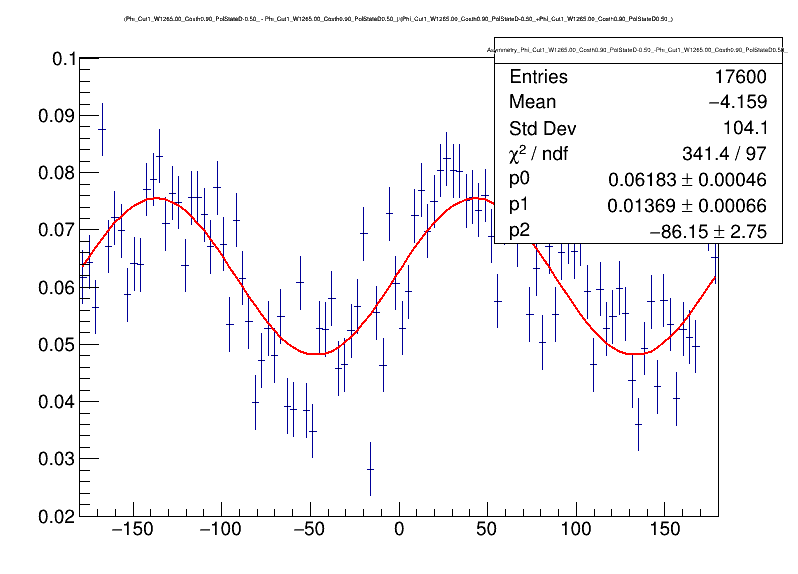 (Phi_Cut1_W1265.00_Costh0.90_PolStateD-0.50_ - Phi_Cut1_W1265.00_Costh0.90_PolStateD0.50_)/(Phi_Cut1_W1265.00_Costh0.90_PolStateD-0.50_+Phi_Cut1_W1265.00_Costh0.90_PolStateD0.50_)
Asymmetry_Phi_Cut1_W1265.00_Costh0.90_PolStateD-0.50_-Phi_Cut1_W1265.00_Costh0.90_PolStateD0.50_
Entries 17600
Mean −4.159
Std Dev 104.1
χ² / ndf 341.4 / 97
p0 0.06183 ± 0.00046
p1 0.01369 ± 0.00066
p2 −86.15 ± 2.75
0.1
0.09
0.08
0.07
0.06
0.05
0.04
0.03
0.02
−150 −100 −50 0 50 100 150